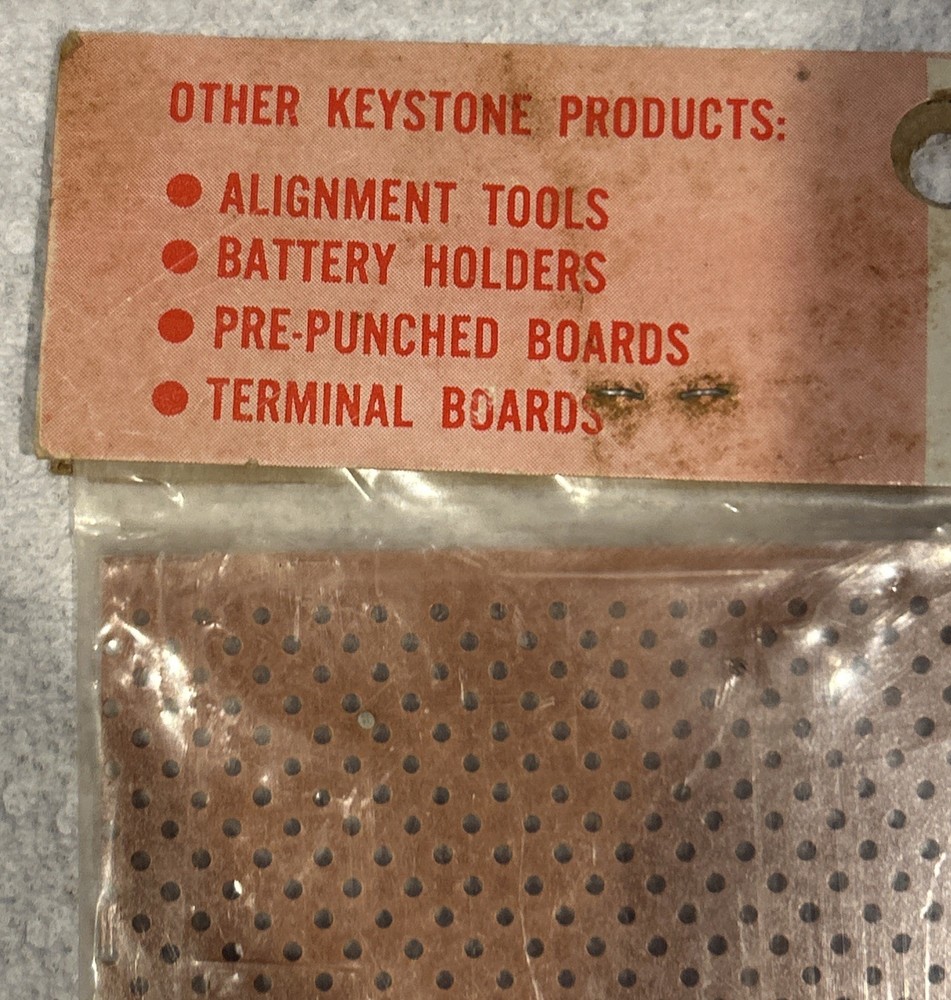 OTHER KEYSTONE PRODUCTS:
● ALIGNMENT TOOLS
● BATTERY HOLDERS
● PRE-PUNCHED BOARDS
● TERMINAL BOARDS